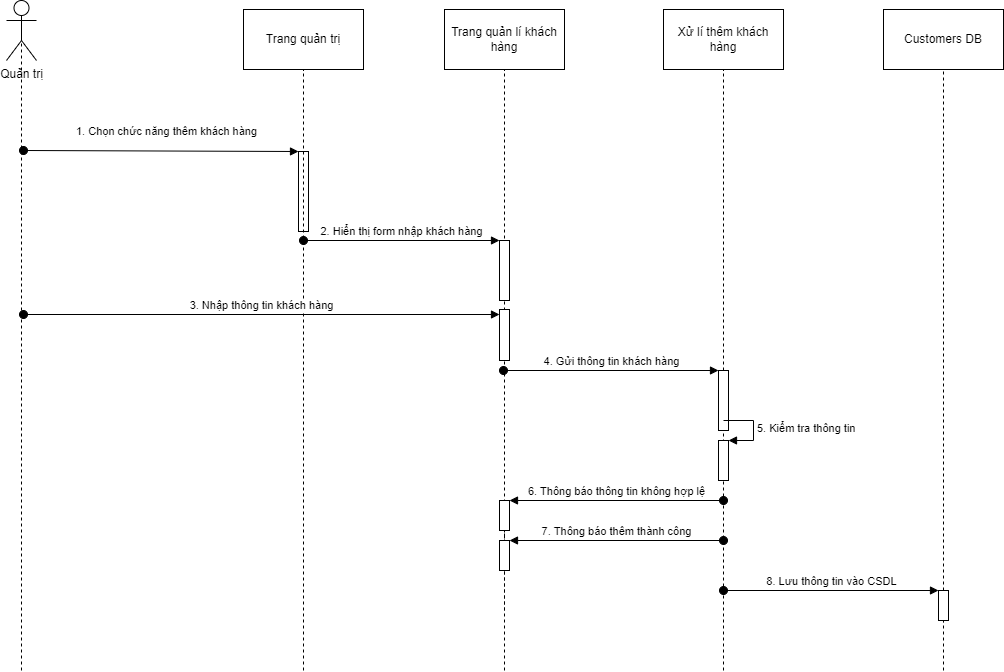 Quản trị
Trang quản trị
Trang quản lí khách
hàng
Xử lí thêm khách
hàng
Customers DB
1. Chọn chức năng thêm khách hàng
2. Hiển thị form nhập khách hàng
3. Nhập thông tin khách hàng
4. Gửi thông tin khách hàng
5. Kiểm tra thông tin
6. Thông báo thông tin không hợp lệ
7. Thông báo thêm thành công
8. Lưu thông tin vào CSDL